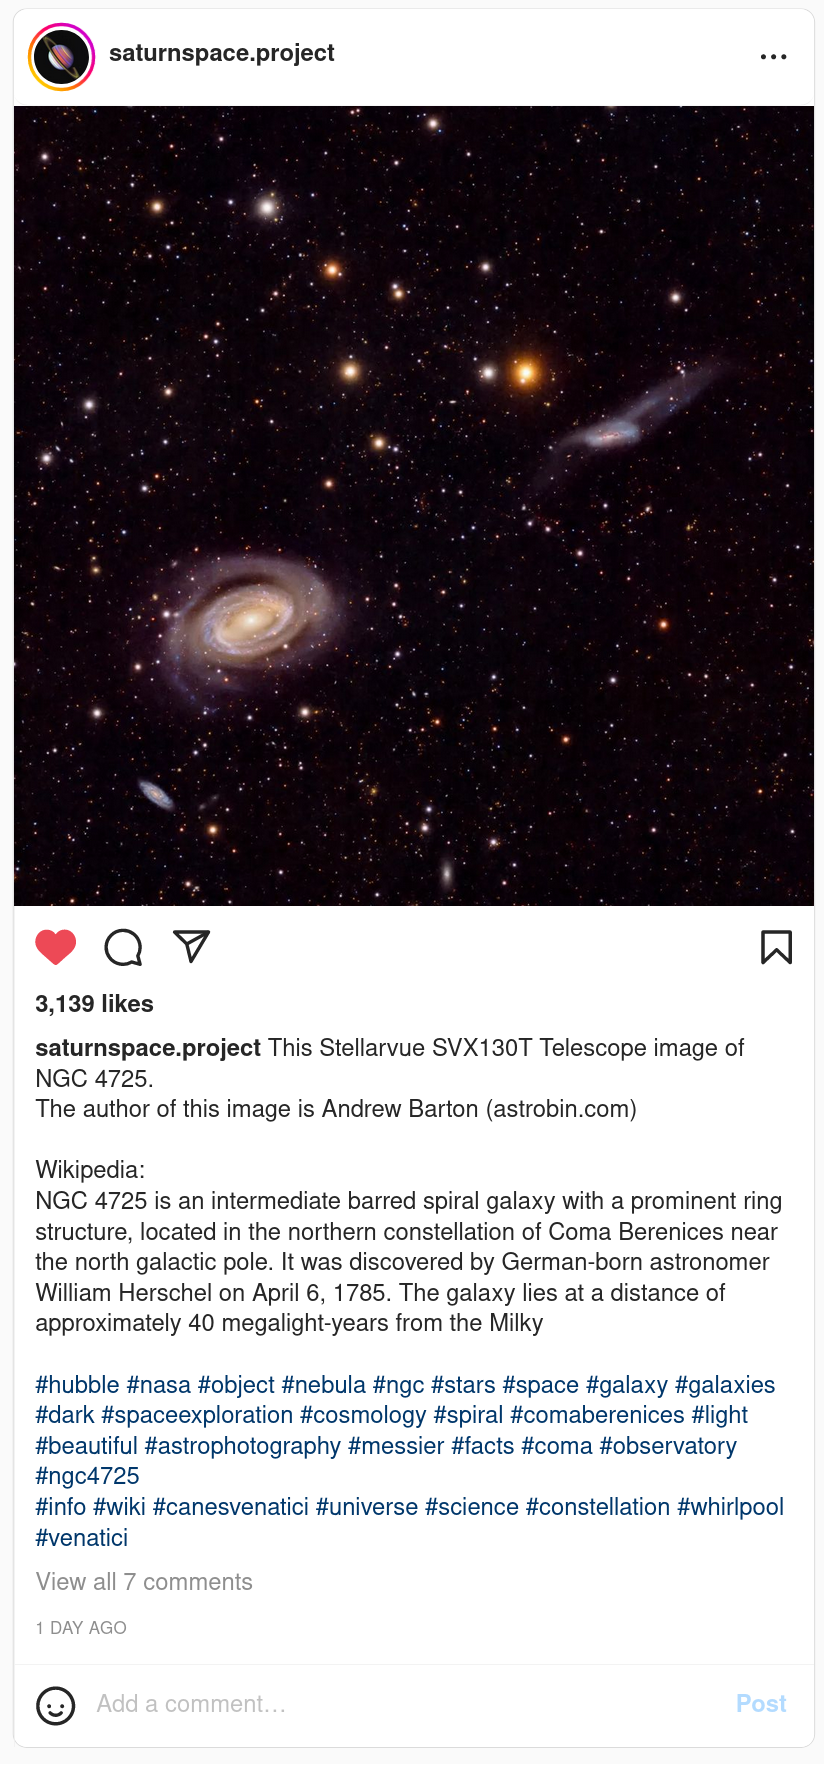 saturnspace.project
3,139 likes
saturnspace.project This Stellarvue SVX130T Telescope image of
NGC 4725.
The author of this image is Andrew Barton (astrobin.com)
Wikipedia:
NGC 4725 is an intermediate barred spiral galaxy with a prominent ring
structure, located in the northern constellation of Coma Berenices near
the north galactic pole. It was discovered by German-born astronomer
William Herschel on April 6, 1785. The galaxy lies at a distance of
approximately 40 megalight-years from the Milky
#hubble #nasa #object #nebula #ngc #stars #space #galaxy #galaxies
#dark #spaceexploration #cosmology #spiral #comaberenices #light
#beautiful #astrophotography #messier #facts #coma #observatory
#ngc4725
#info #wiki #canesvenatici #universe #science #constellation #whirlpool
#venatici
View all 7 comments
1 DAY AGO
Add a comment… Post